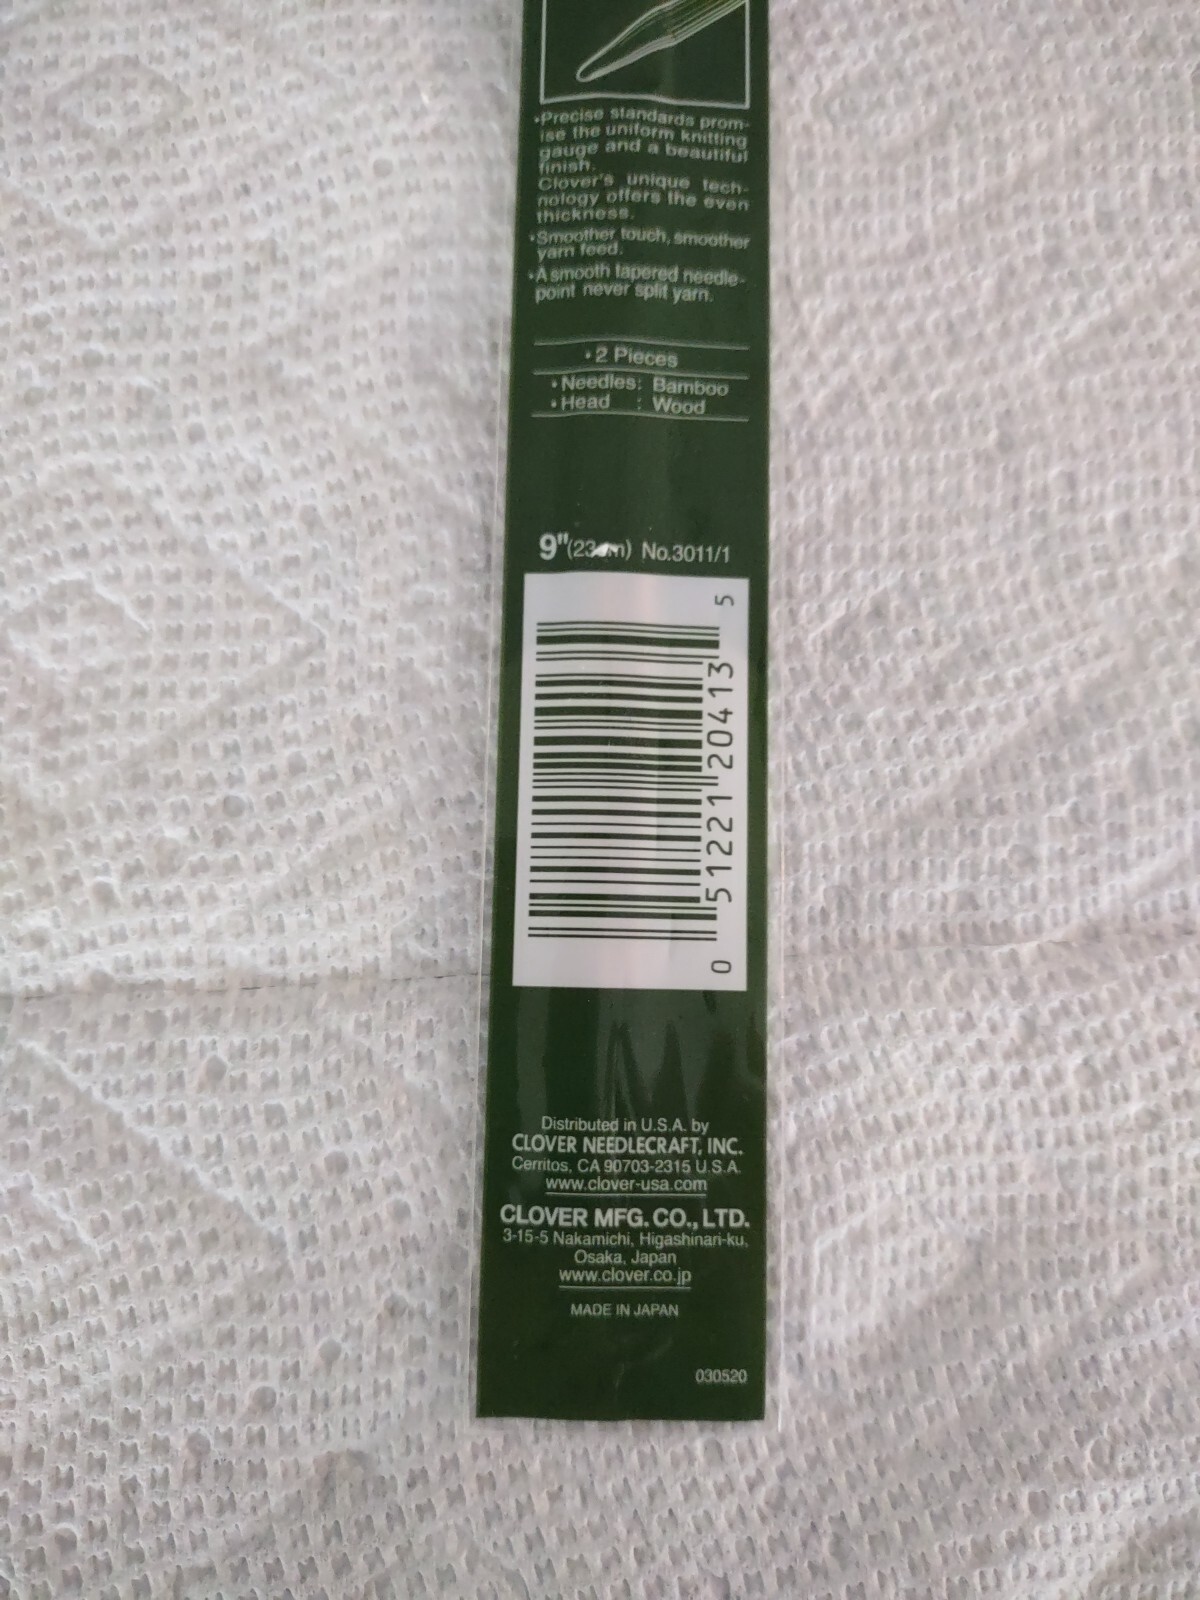 •Precise standards prom-
ise the uniform knitting
gauge and a beautiful
finish.
Clover's unique tech-
nology offers the even
thickness.
•Smoother touch, smoother
yarn feed.
•A smooth tapered needle-
point never split yarn.
•2 Pieces
•Needles: Bamboo
•Head : Wood
9"(23cm) No.3011/1
0 51221 20413 5
Distributed in U.S.A. by
CLOVER NEEDLECRAFT, INC.
Cerritos, CA 90703-2315 U.S.A.
www.clover-usa.com
CLOVER MFG. CO., LTD.
3-15-5 Nakamichi, Higashinari-ku,
Osaka, Japan
www.clover.co.jp
MADE IN JAPAN
030520